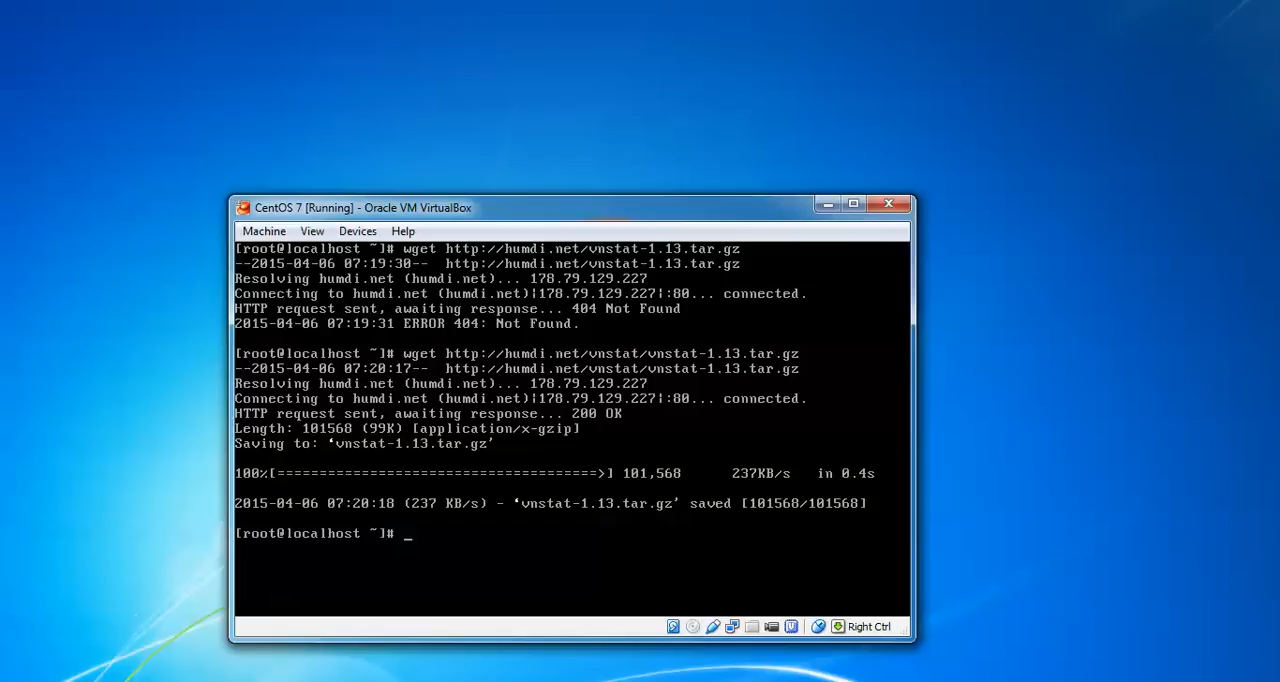 CentOS 7 [Running] - Oracle VM VirtualBox
Machine View Devices Help
[root@localhost ~]# wget http://humdi.net/vnstat-1.13.tar.gz
--2015-04-06 07:19:30-- http://humdi.net/vnstat-1.13.tar.gz
Resolving humdi.net (humdi.net)... 178.79.129.227
Connecting to humdi.net (humdi.net)|178.79.129.227|:80... connected.
HTTP request sent, awaiting response... 404 Not Found
2015-04-06 07:19:31 ERROR 404: Not Found.
[root@localhost ~]# wget http://humdi.net/vnstat/vnstat-1.13.tar.gz
--2015-04-06 07:20:17-- http://humdi.net/vnstat/vnstat-1.13.tar.gz
Resolving humdi.net (humdi.net)... 178.79.129.227
Connecting to humdi.net (humdi.net)|178.79.129.227|:80... connected.
HTTP request sent, awaiting response... 200 OK
Length: 101568 (99K) [application/x-gzip]
Saving to: ‘vnstat-1.13.tar.gz’
100%[======================================>] 101,568 237KB/s in 0.4s
2015-04-06 07:20:18 (237 KB/s) - ‘vnstat-1.13.tar.gz’ saved [101568/101568]
[root@localhost ~]# _
Right Ctrl